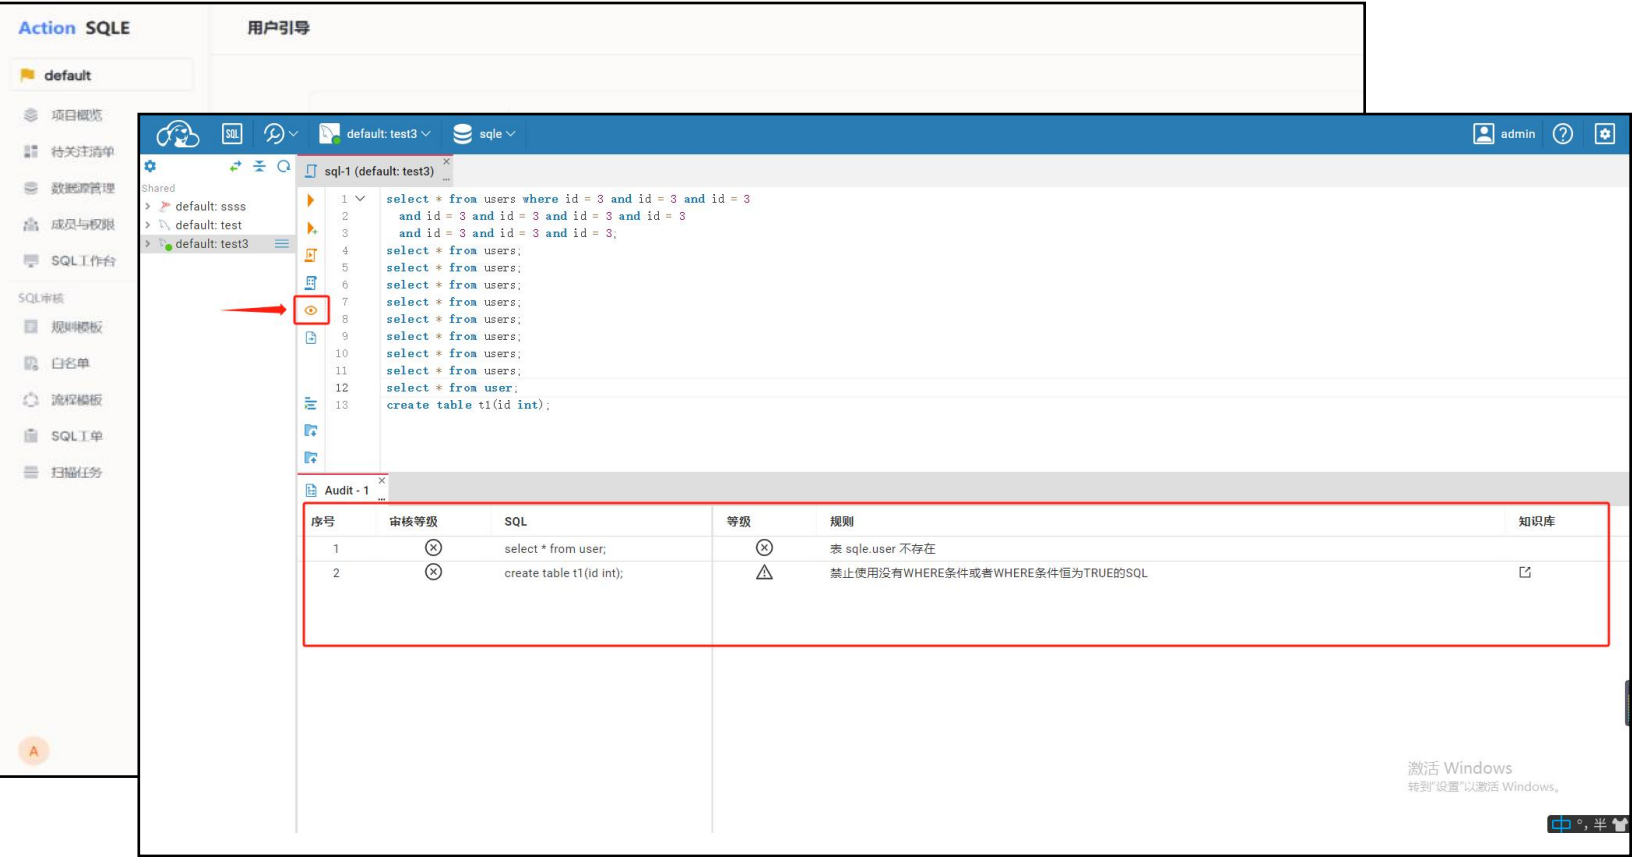 Action SQLE
用户引导
default
项目概览
待关注清单
数据源管理
成员与权限
SQL工作台
SQL审核
规则模板
白名单
流程模板
SQL工单
扫描任务
A
SQL
default: test3
sqle
admin
Shared
default: ssss
default: test
default: test3
sql-1 (default: test3)
1 select * from users where id = 3 and id = 3 and id = 3
2 and id = 3 and id = 3 and id = 3 and id = 3
3 and id = 3 and id = 3 and id = 3;
4 select * from users;
5 select * from users;
6 select * from users;
7 select * from users;
8 select * from users;
9 select * from users;
10 select * from users;
11 select * from users;
12 select * from user;
13 create table t1(id int);
Audit - 1
序号 审核等级 SQL 等级 规则 知识库
1 select * from user; 表 sqle.user 不存在
2 create table t1(id int); 禁止使用没有WHERE条件或者WHERE条件恒为TRUE的SQL
激活 Windows
转到"设置"以激活 Windows。
中 °, 半